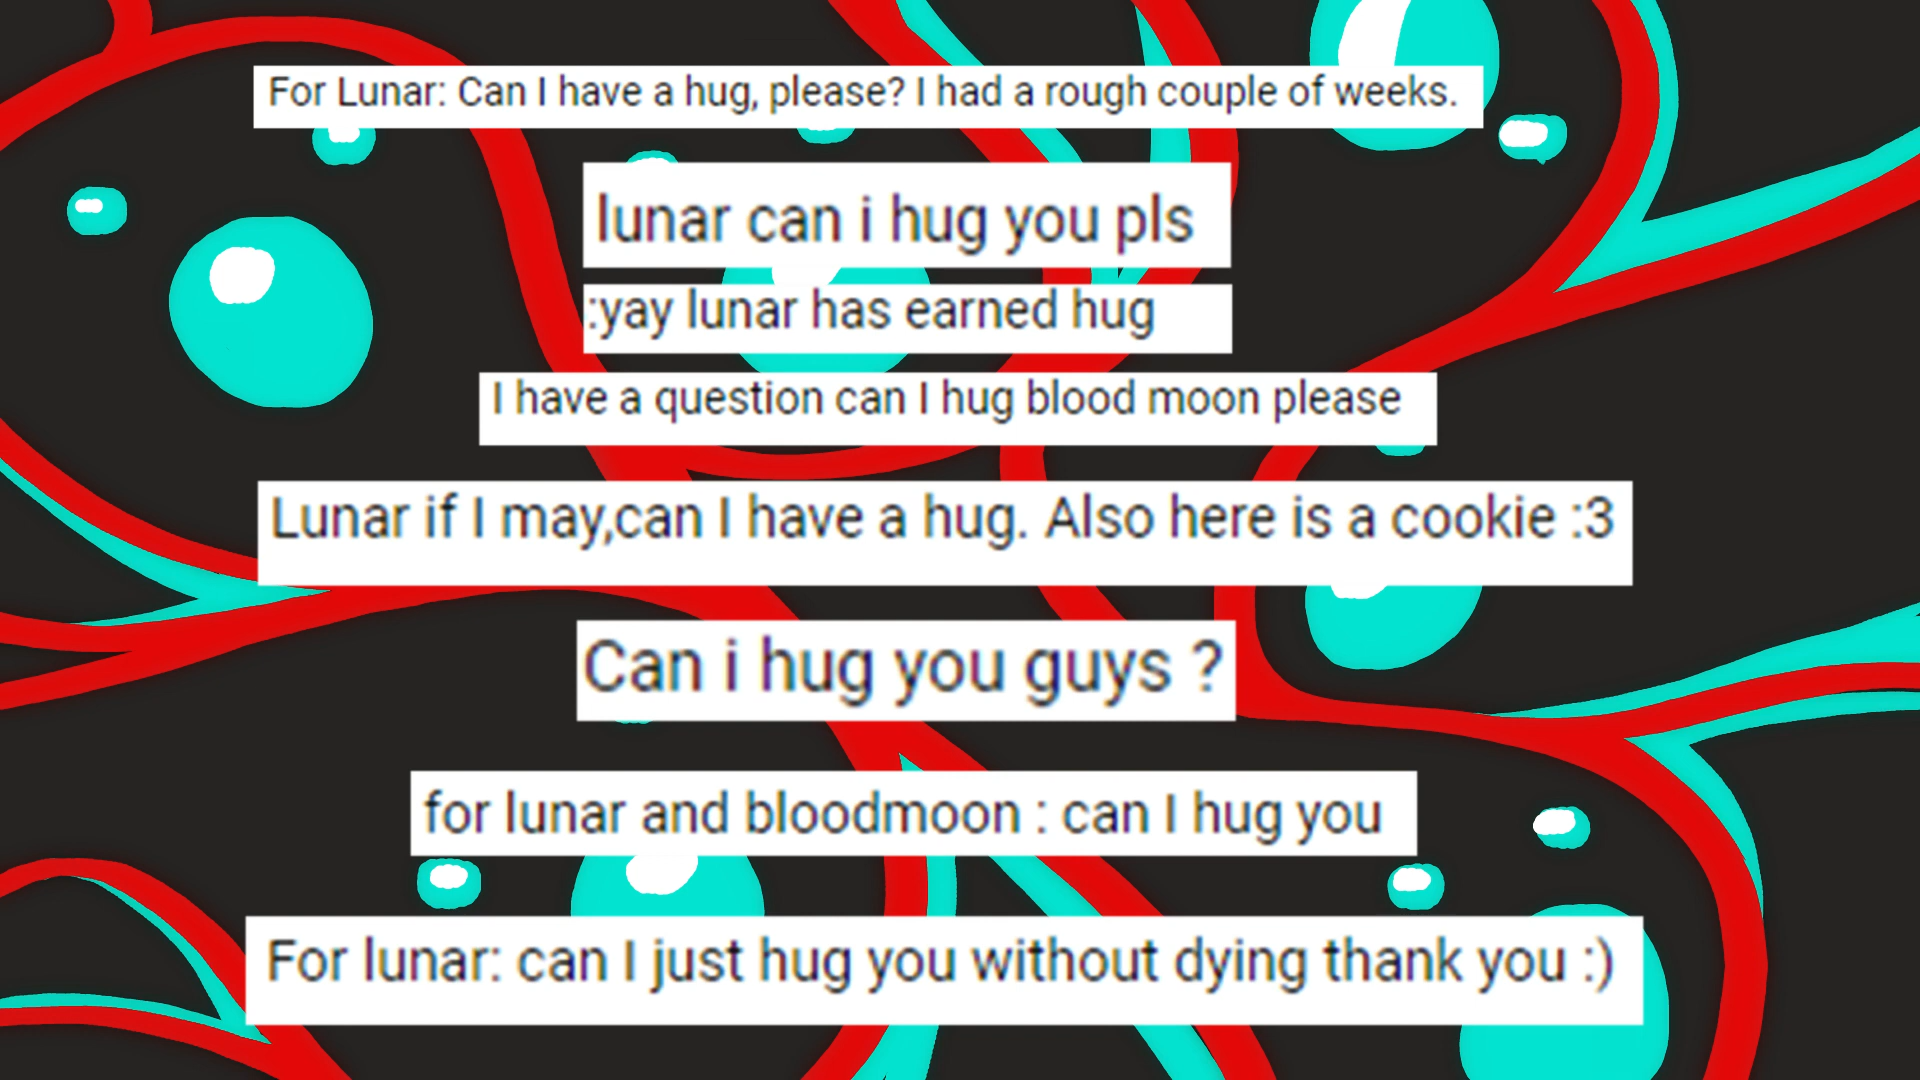 For Lunar: Can I have a hug, please? I had a rough couple of weeks.
lunar can i hug you pls
:yay lunar has earned hug
I have a question can I hug blood moon please
Lunar if I may,can I have a hug. Also here is a cookie :3
Can i hug you guys ?
for lunar and bloodmoon : can I hug you
For lunar: can I just hug you without dying thank you :)